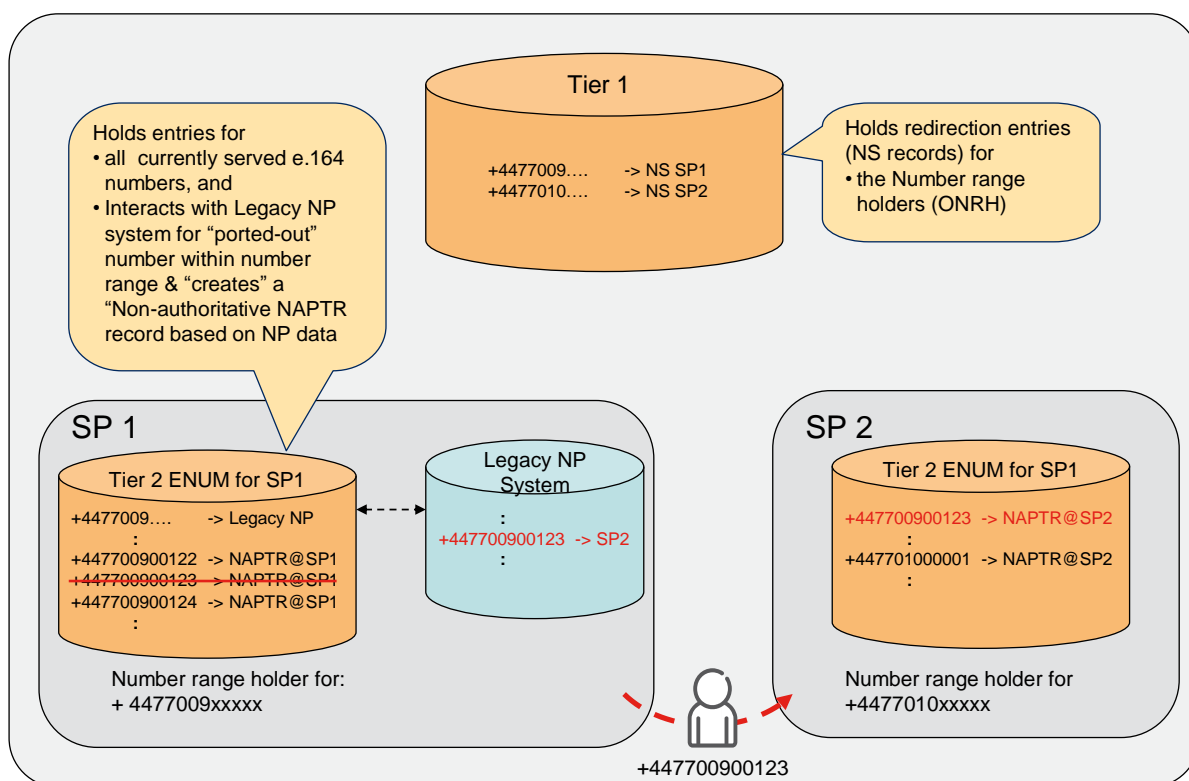 Tier 1
+4477009…. -> NS SP1
+4477010…. -> NS SP2
Holds entries for
• all currently served e.164
numbers, and
• Interacts with Legacy NP
system for “ported-out”
number within number
range & “creates” a
“Non-authoritative NAPTR
record based on NP data
Holds redirection entries
(NS records) for
• the Number range
holders (ONRH)
SP 1
Tier 2 ENUM for SP1
+4477009…. -> Legacy NP
:
+447700900122 -> NAPTR@SP1
+447700900123 -> NAPTR@SP1
+447700900124 -> NAPTR@SP1
:
Legacy NP
System
:
+447700900123 -> SP2
:
Number range holder for:
+ 4477009xxxxx
SP 2
Tier 2 ENUM for SP1
+447700900123 -> NAPTR@SP2
:
+447701000001 -> NAPTR@SP2
:
Number range holder for
+4477010xxxxx
+447700900123